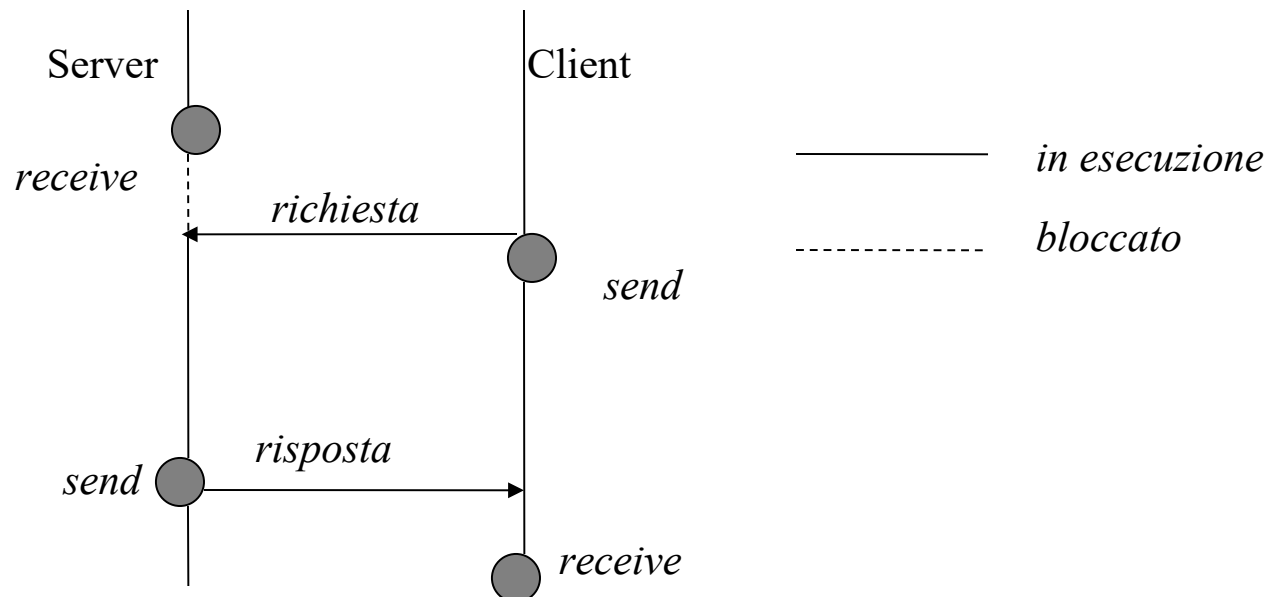 Server
Client
receive
in esecuzione
richiesta
bloccato
send
risposta
send
receive